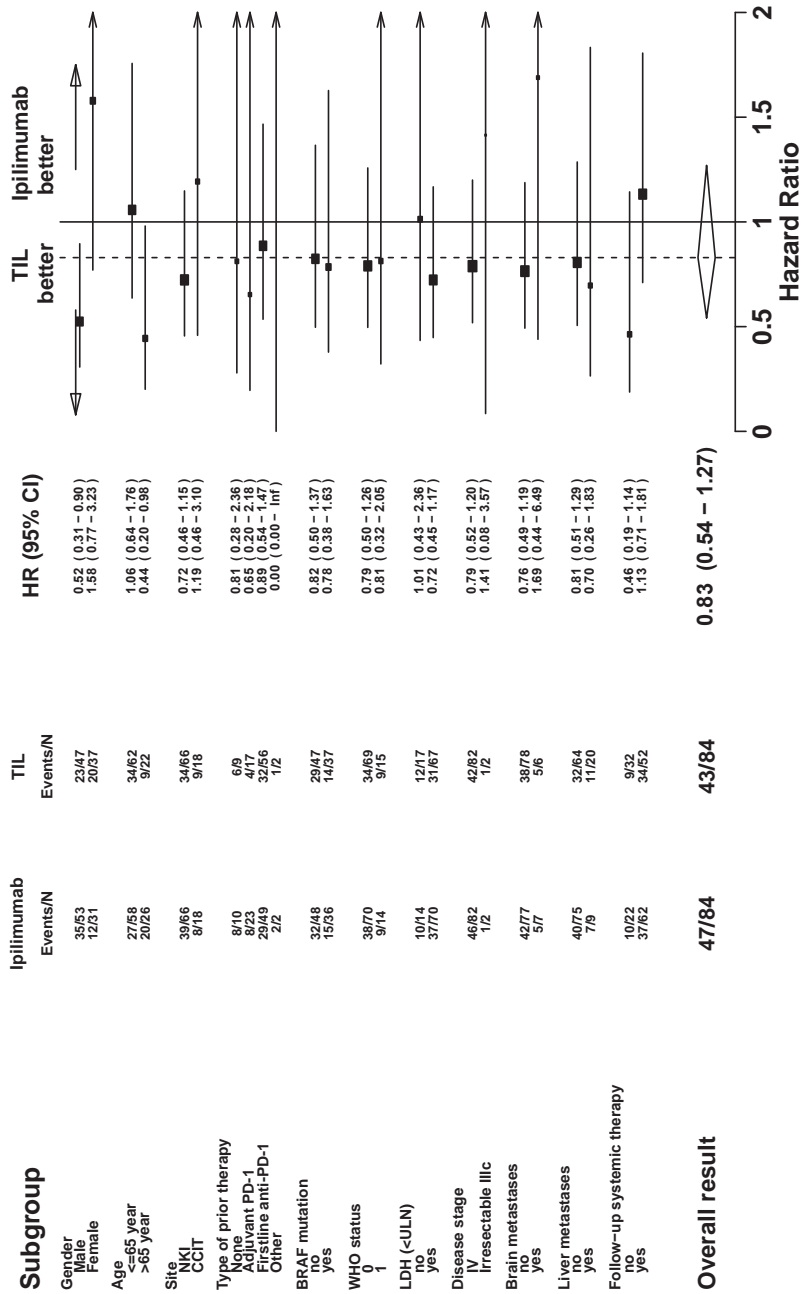 Ipilimumab TIL TIL better Ipilimumab better
Subgroup Events/N Events/N HR (95% CI)
Gender
Male 35/53 23/47 0.52 ( 0.31 − 0.90 )
Female 12/31 20/37 1.58 ( 0.77 − 3.23 )
Age
<=65 year 27/58 34/62 1.06 ( 0.64 − 1.76 )
>65 year 20/26 9/22 0.44 ( 0.20 − 0.98 )
Site
NKI 39/66 34/66 0.72 ( 0.46 − 1.15 )
CCIT 8/18 9/18 1.19 ( 0.46 − 3.10 )
Type of prior therapy
None 8/10 6/9 0.81 ( 0.28 − 2.36 )
Adjuvant PD-1 8/23 4/17 0.65 ( 0.20 − 2.18 )
Firstline anti-PD-1 29/49 32/56 0.89 ( 0.54 − 1.47 )
Other 2/2 1/2 0.00 ( 0.00 − Inf )
BRAF mutation
no 32/48 29/47 0.82 ( 0.50 − 1.37 )
yes 15/36 14/37 0.78 ( 0.38 − 1.63 )
WHO status
0 38/70 34/69 0.79 ( 0.50 − 1.26 )
1 9/14 9/15 0.81 ( 0.32 − 2.05 )
LDH (<ULN)
no 10/14 12/17 1.01 ( 0.43 − 2.36 )
yes 37/70 31/67 0.72 ( 0.45 − 1.17 )
Disease stage
IV 46/82 42/82 0.79 ( 0.52 − 1.20 )
Irresectable IIIc 1/2 1/2 1.41 ( 0.08 − 3.57 )
Brain metastases
no 42/77 38/78 0.76 ( 0.49 − 1.19 )
yes 5/7 5/6 1.69 ( 0.44 − 6.49 )
Liver metastases
no 40/75 32/64 0.81 ( 0.51 − 1.29 )
yes 7/9 11/20 0.70 ( 0.26 − 1.83 )
Follow−up systemic therapy
no 10/22 9/32 0.46 ( 0.19 − 1.14 )
yes 37/62 34/52 1.13 ( 0.71 − 1.81 )
Overall result 47/84 43/84 0.83 (0.54 − 1.27)
0 0.5 1 1.5 2
Hazard Ratio